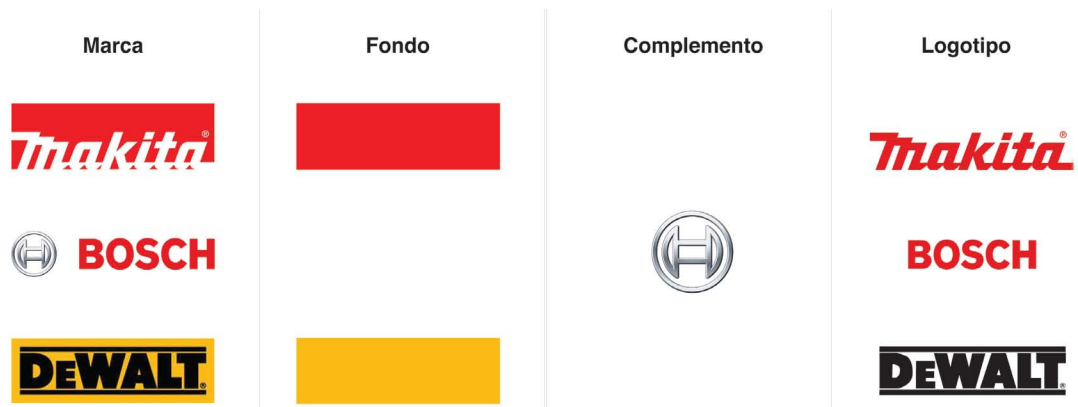 Marca Fondo Complemento Logotipo
makita® makita®
BOSCH BOSCH
DEWALT® DEWALT®